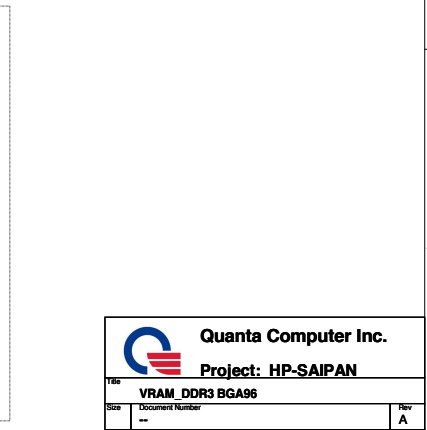 Quanta Computer Inc.
Project: HP-SAIPAN
Title
VRAM_DDR3 BGA96
Size Document Number Rev
-- A